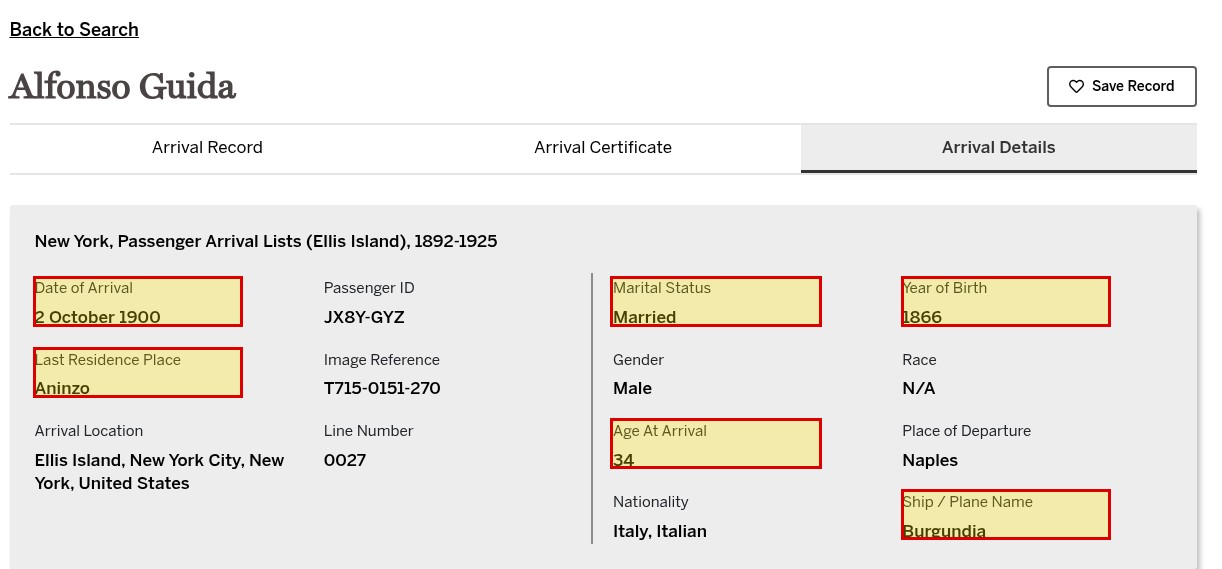 Back to Search
Alfonso Guida
Save Record
Arrival Record
Arrival Certificate
Arrival Details
New York, Passenger Arrival Lists (Ellis Island), 1892-1925
Date of Arrival
2 October 1900
Passenger ID
JX8Y-GYZ
Last Residence Place
Aninzo
Image Reference
T715-0151-270
Arrival Location
Ellis Island, New York City, New
York, United States
Line Number
0027
Marital Status
Married
Year of Birth
1866
Gender
Male
Race
N/A
Age At Arrival
34
Place of Departure
Naples
Nationality
Italy, Italian
Ship / Plane Name
Burgundia